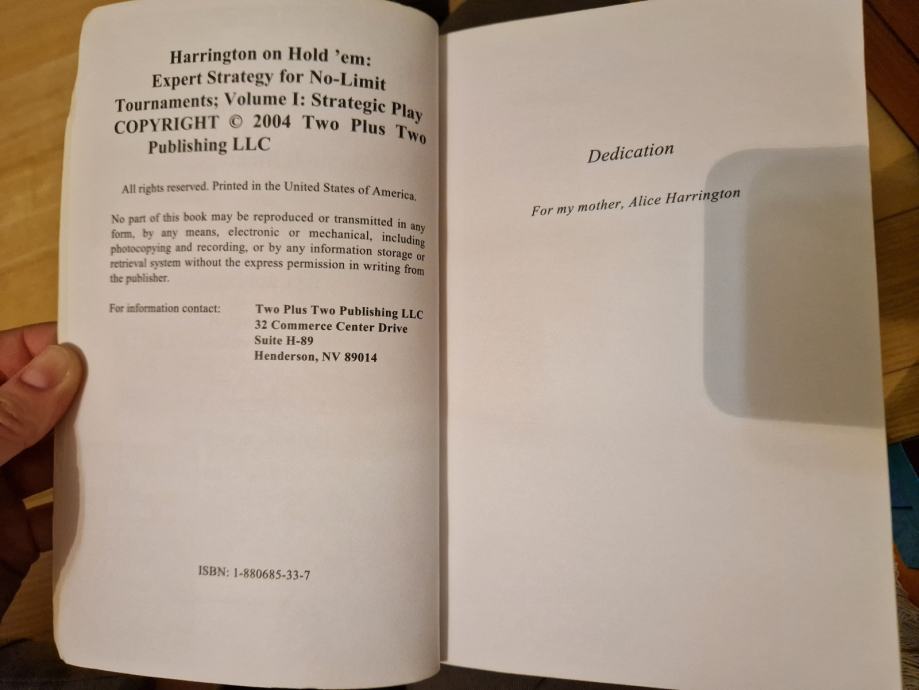 Harrington on Hold ’em:
Expert Strategy for No-Limit
Tournaments; Volume I: Strategic Play
COPYRIGHT © 2004 Two Plus Two
Publishing LLC
All rights reserved. Printed in the United States of America.
No part of this book may be reproduced or transmitted in any
form, by any means, electronic or mechanical, including
photocopying and recording, or by any information storage or
retrieval system without the express permission in writing from
the publisher.
For information contact: Two Plus Two Publishing LLC
32 Commerce Center Drive
Suite H-89
Henderson, NV 89014
ISBN: 1-880685-33-7
Dedication
For my mother, Alice Harrington